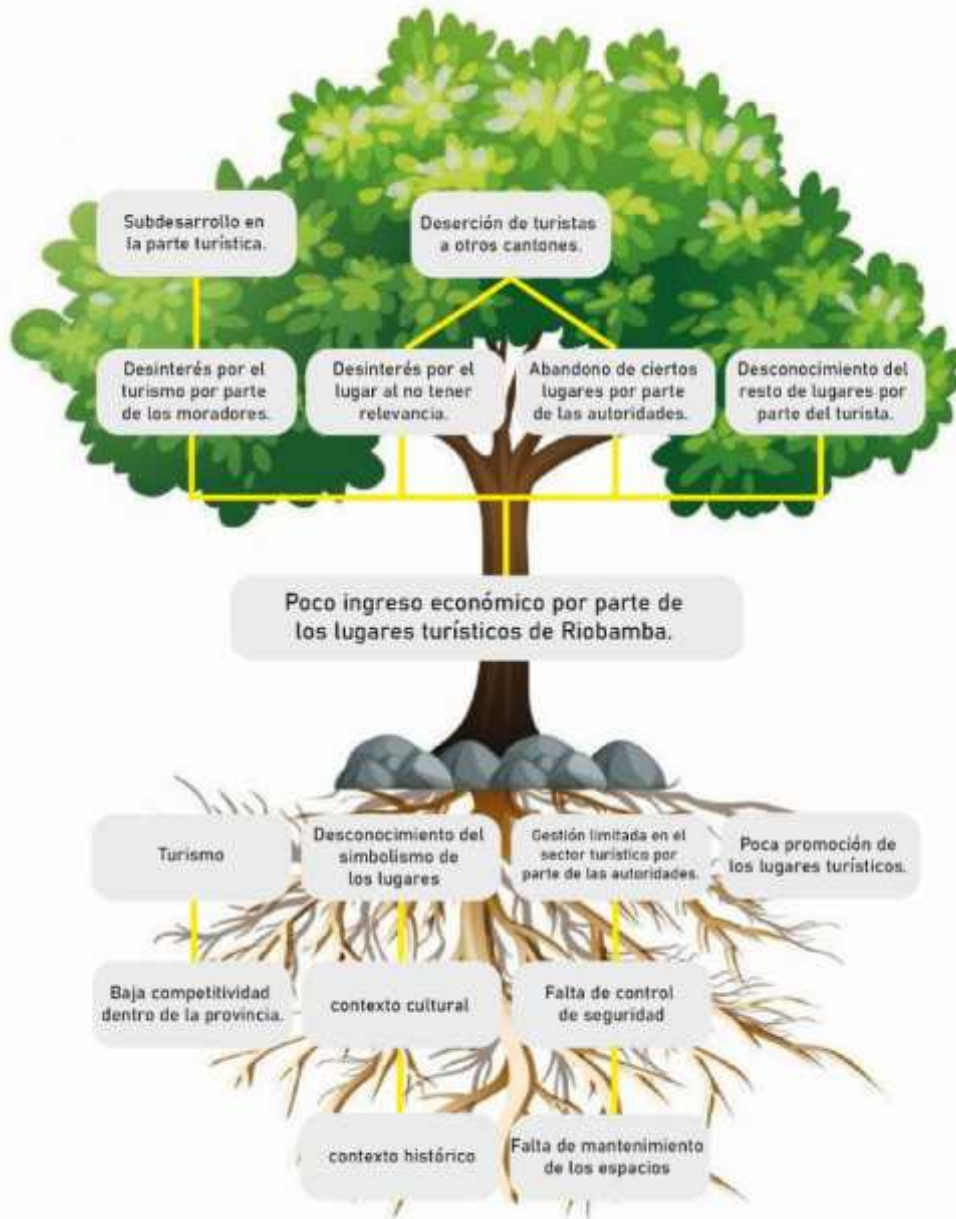 Subdesarrollo en
la parte turística.
Deserción de turistas
a otros cantones.
Desinterés por el
turismo por parte
de los moradores.
Desinterés por el
lugar al no tener
relevancia.
Abandono de ciertos
lugares por parte
de las autoridades.
Desconocimiento del
resto de lugares por
parte del turista.
Poco ingreso económico por parte de
los lugares turísticos de Riobamba.
Turismo
Desconocimiento del
simbolismo de
los lugares
Gestión limitada en el
sector turístico por
parte de las autoridades.
Poca promoción de
los lugares turísticos.
Baja competitividad
dentro de la provincia.
contexto cultural
Falta de control
de seguridad
contexto histórico
Falta de mantenimiento
de los espacios